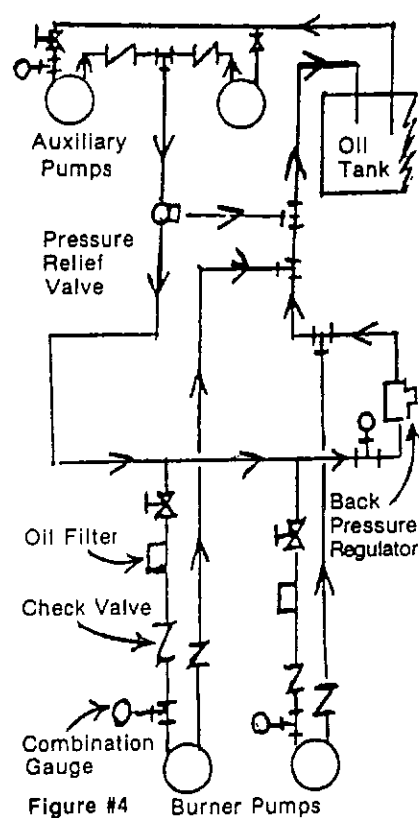 Auxiliary
Pumps
Oil
Tank
Pressure
Relief
Valve
Back
Pressure
Regulator
Oil Filter
Check Valve
Combination
Gauge
Figure #4 Burner Pumps